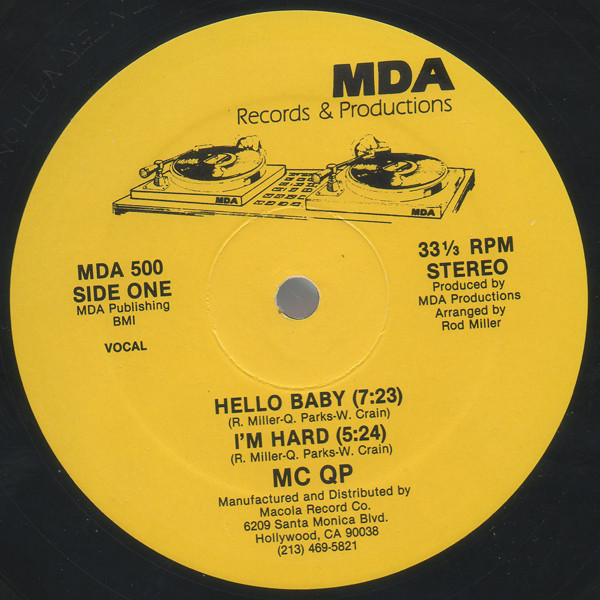 MDA
Records & Productions
MDA
MDA
MDA 500
SIDE ONE
MDA Publishing
BMI
VOCAL
33 1/3 RPM
STEREO
Produced by
MDA Productions
Arranged by
Rod Miller
HELLO BABY (7:23)
(R. Miller-Q. Parks-W. Crain)
I'M HARD (5:24)
(R. Miller-Q. Parks-W. Crain)
MC QP
Manufactured and Distributed by
Macola Record Co.
6209 Santa Monica Blvd.
Hollywood, CA 90038
(213) 469-5821